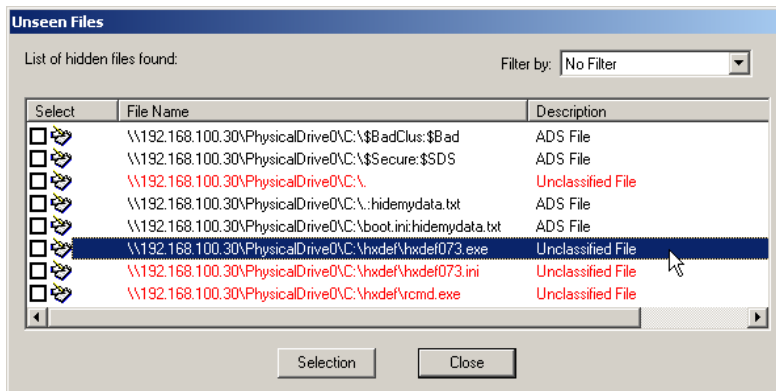 Unseen Files
List of hidden files found:
Filter by: No Filter
Select File Name Description
\\192.168.100.30\PhysicalDrive0\C:\$BadClus:$Bad ADS File
\\192.168.100.30\PhysicalDrive0\C:\$Secure:$SDS ADS File
\\192.168.100.30\PhysicalDrive0\C:\. Unclassified File
\\192.168.100.30\PhysicalDrive0\C:\.:hidemydata.txt ADS File
\\192.168.100.30\PhysicalDrive0\C:\boot.ini:hidemydata.txt ADS File
\\192.168.100.30\PhysicalDrive0\C:\hxdef\hxdef073.exe Unclassified File
\\192.168.100.30\PhysicalDrive0\C:\hxdef\hxdef073.ini Unclassified File
\\192.168.100.30\PhysicalDrive0\C:\hxdef\rcmd.exe Unclassified File
Selection Close